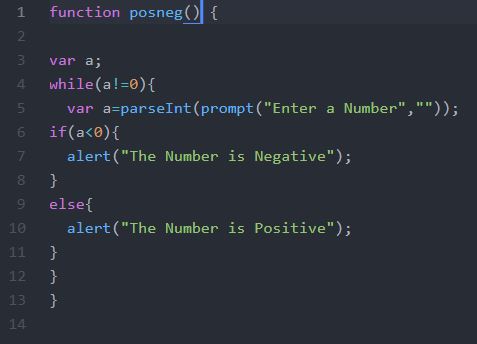 1 function posneg() {
2
3 var a;
4 while(a!=0){
5 var a=parseInt(prompt("Enter a Number",""));
6 if(a<0){
7 alert("The Number is Negative");
8 }
9 else{
10 alert("The Number is Positive");
11 }
12 }
13 }
14